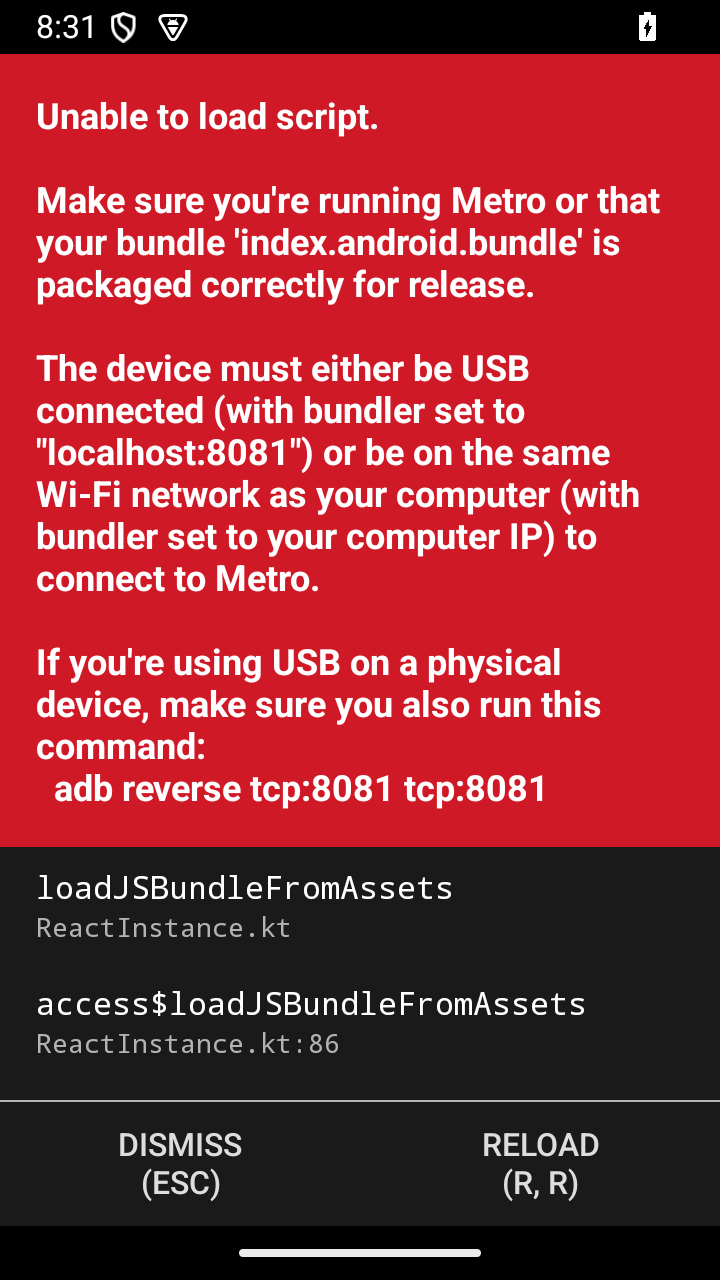 8:31
Unable to load script.
Make sure you're running Metro or that
your bundle 'index.android.bundle' is
packaged correctly for release.
The device must either be USB
connected (with bundler set to
"localhost:8081") or be on the same
Wi-Fi network as your computer (with
bundler set to your computer IP) to
connect to Metro.
If you're using USB on a physical
device, make sure you also run this
command:
adb reverse tcp:8081 tcp:8081
loadJSBundleFromAssets
ReactInstance.kt
access$loadJSBundleFromAssets
ReactInstance.kt:86
DISMISS
(ESC)
RELOAD
(R, R)